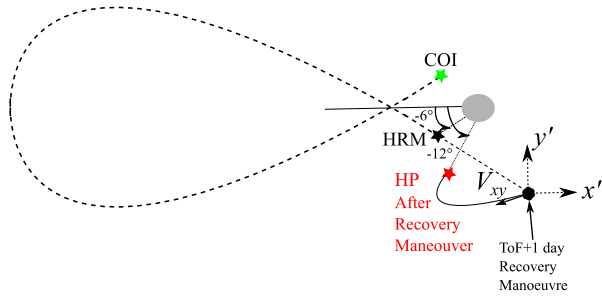 COI
-6°
HRM
-12°
y′
V xy
x′
HP
After
Recovery
Maneouver
ToF+1 day
Recovery
Manoeuvre